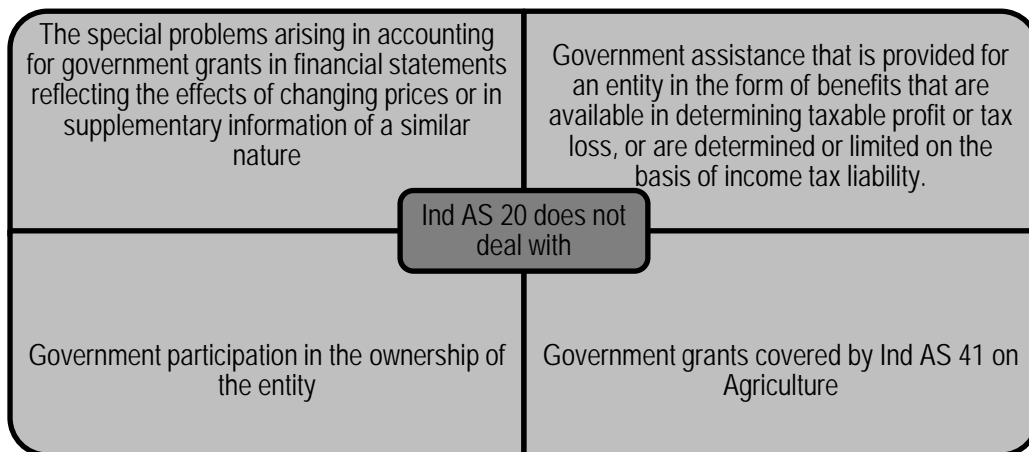 The special problems arising in accounting
for government grants in financial statements
reflecting the effects of changing prices or in
supplementary information of a similar
nature
Government assistance that is provided for
an entity in the form of benefits that are
available in determining taxable profit or tax
loss, or are determined or limited on the
basis of income tax liability.
Ind AS 20 does not
deal with
Government participation in the ownership of
the entity
Government grants covered by Ind AS 41 on
Agriculture